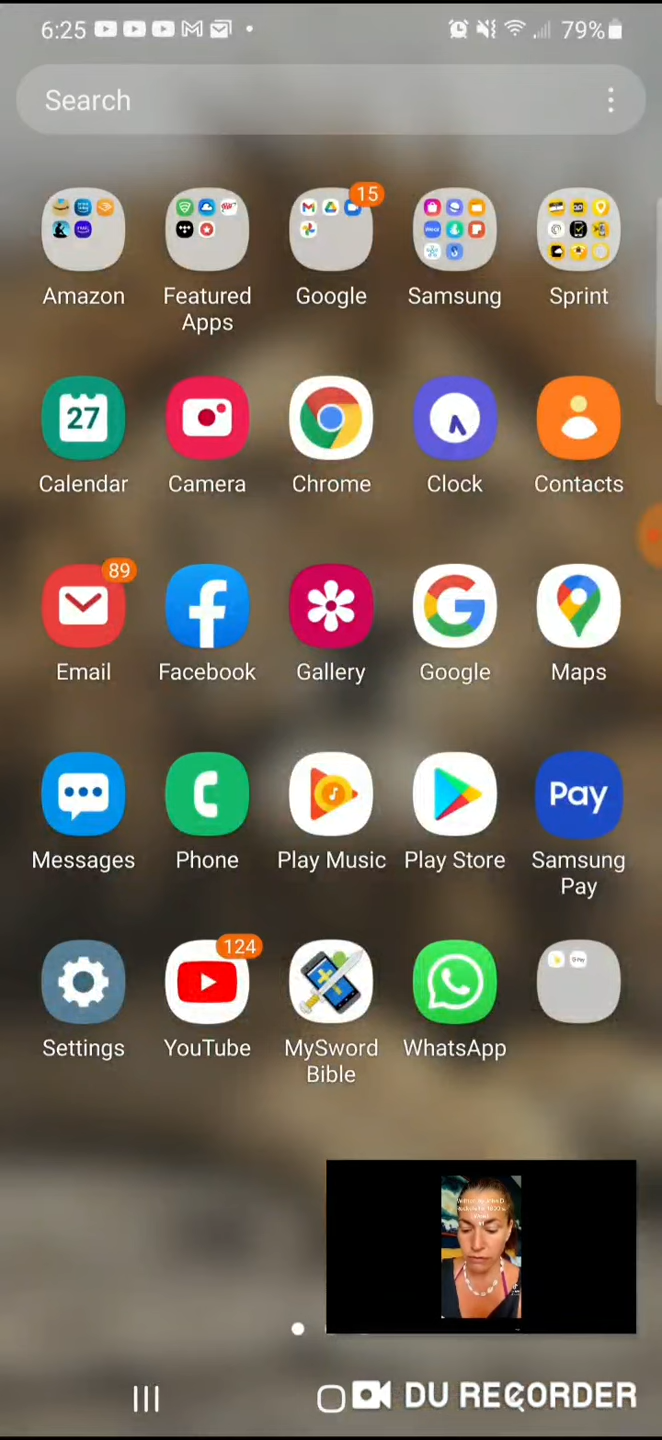 6:25
79%
Search
15
Amazon
Featured
Apps
Google
Samsung
Sprint
27
Calendar
Camera
Chrome
Clock
Contacts
89
Email
Facebook
Gallery
Google
Maps
Pay
Messages
Phone
Play Music
Play Store
Samsung
Pay
124
Settings
YouTube
MySword
Bible
WhatsApp
DU RECORDER